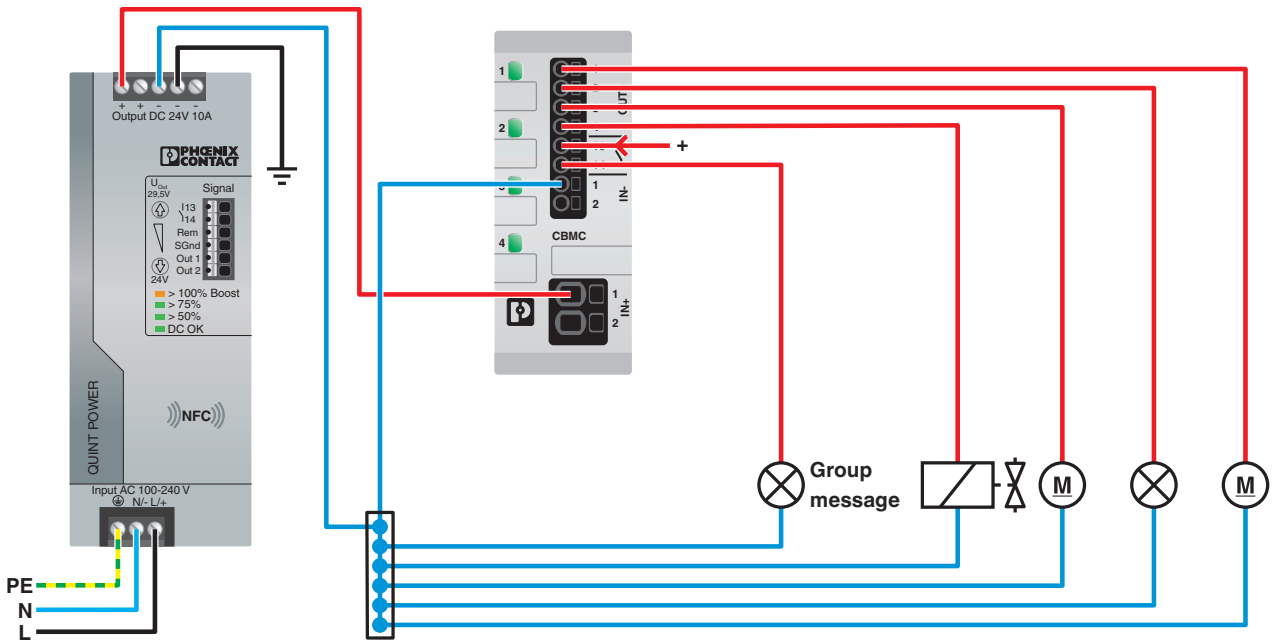 + + - - -
Output DC 24V 10A
PHŒNIX
CONTACT
UOut
29,5V
Signal
13
14
Rem
SGnd
Out 1
Out 2
24V
> 100% Boost
> 75%
> 50%
DC OK
QUINT POWER
NFC
Input AC 100-240 V
N/- L/+
PE
N
L
1
2
4
OUT
+
1
2
IN-
CBMC
1
2
IN+
Group
message
M
M